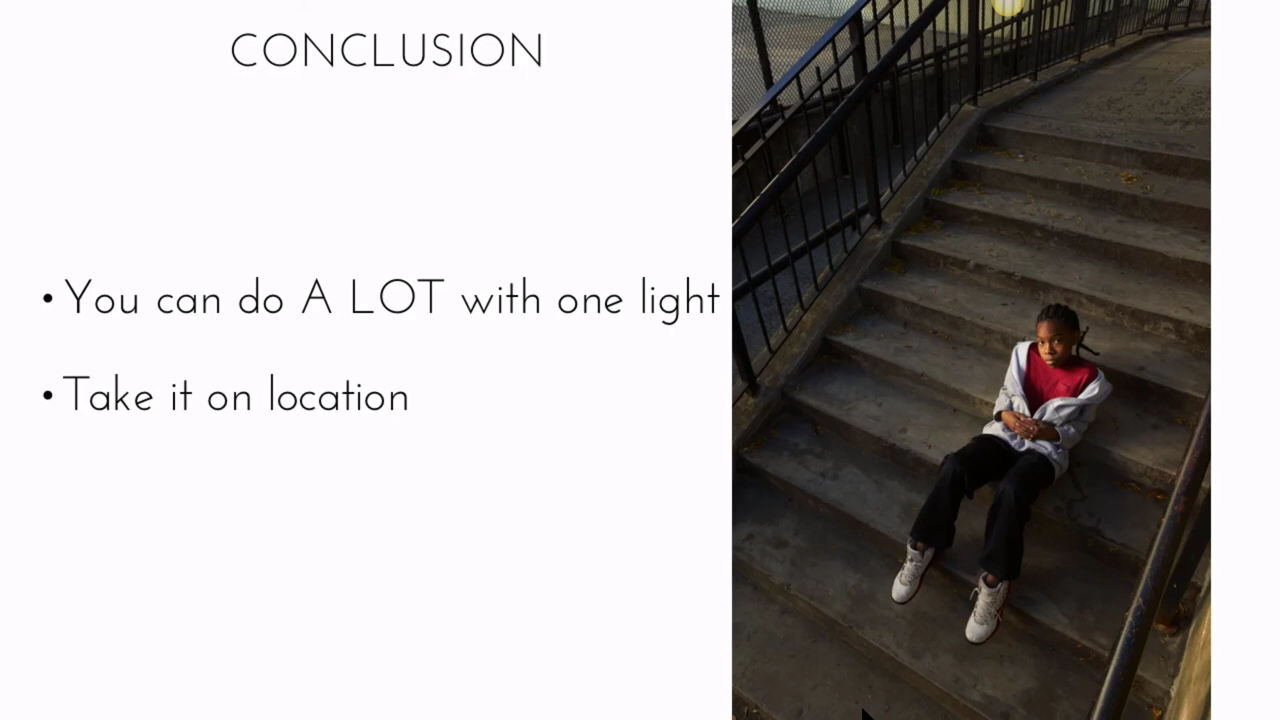 CONCLUSION
• You can do A LOT with one light
• Take it on location